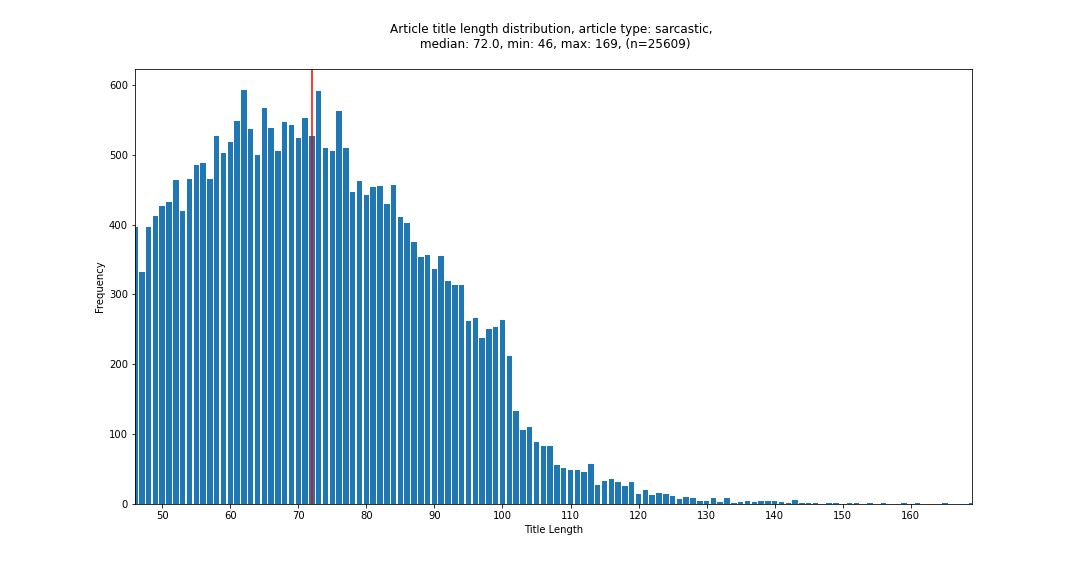 Article title length distribution, article type: sarcastic,
median: 72.0, min: 46, max: 169, (n=25609)
600
500
400
300
200
100
0
Frequency
50 60 70 80 90 100 110 120 130 140 150 160
Title Length